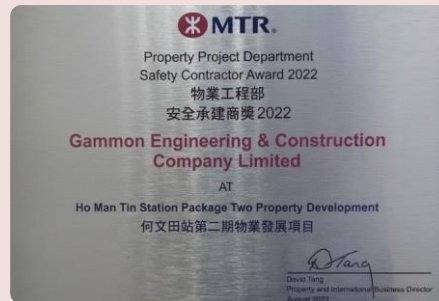 MTR.
Property Project Department
Safety Contractor Award 2022
物業工程部
安全承建商獎2022
Gammon Engineering & Construction
Company Limited
AT
Ho Man Tin Station Package Two Property Development
何文田站第二期物業發展項目
D Tang
David Tang
Property and International Business Director
August 2023